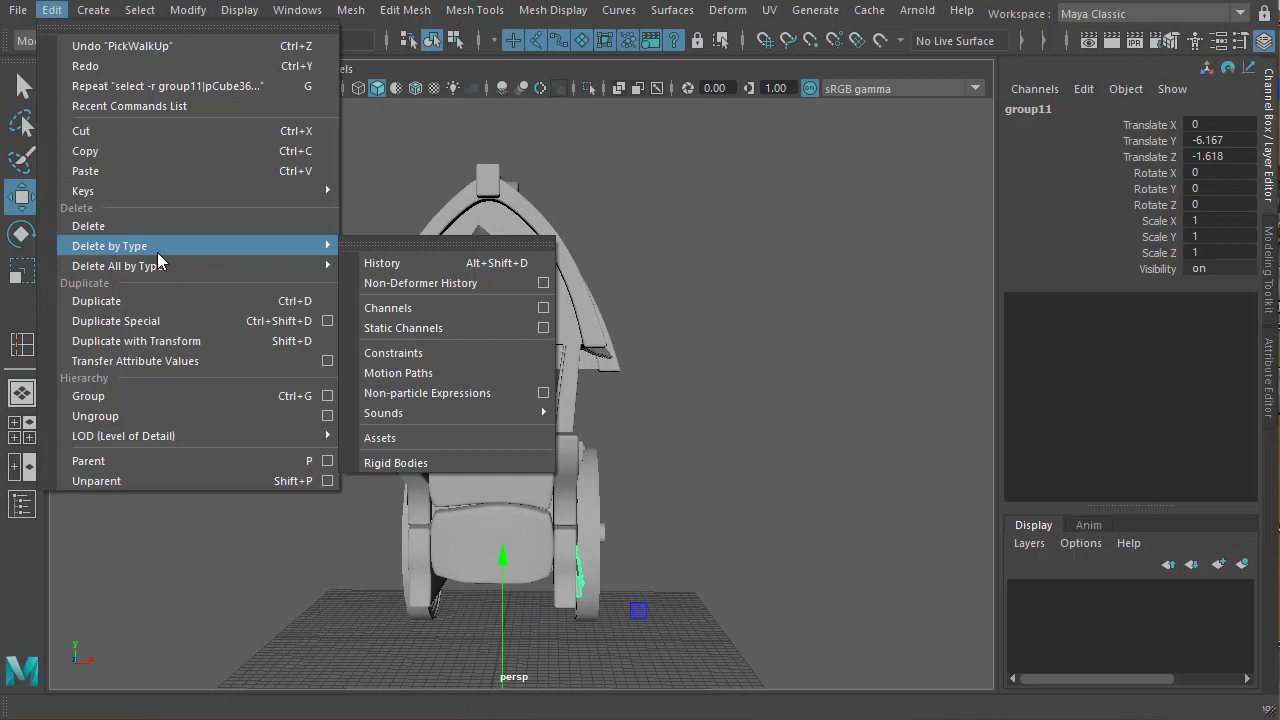 File Edit Create Select Modify Display Windows Mesh Edit Mesh Mesh Tools Mesh Display Curves Surfaces Deform UV Generate Cache Arnold Help Workspace : Maya Classic
No Live Surface
Undo "PickWalkUp" Ctrl+Z
Redo Ctrl+Y
Repeat "select -r group11|pCube36..." G
Recent Commands List
Cut Ctrl+X
Copy Ctrl+C
Paste Ctrl+V
Keys
Delete
Delete
Delete by Type
Delete All by Type
Duplicate
Duplicate Ctrl+D
Duplicate Special Ctrl+Shift+D
Duplicate with Transform Shift+D
Transfer Attribute Values
Hierarchy
Group Ctrl+G
Ungroup
LOD (Level of Detail)
Parent P
Unparent Shift+P
History Alt+Shift+D
Non-Deformer History
Channels
Static Channels
Constraints
Motion Paths
Non-particle Expressions
Sounds
Assets
Rigid Bodies
0.00 1.00 ON sRGB gamma
IPR
persp
y
x
Channels Edit Object Show
group11
Translate X 0
Translate Y -6.167
Translate Z -1.618
Rotate X 0
Rotate Y 0
Rotate Z 0
Scale X 1
Scale Y 1
Scale Z 1
Visibility on
Display Anim
Layers Options Help
Channel Box / Layer Editor
Modeling Toolkit
Attribute Editor